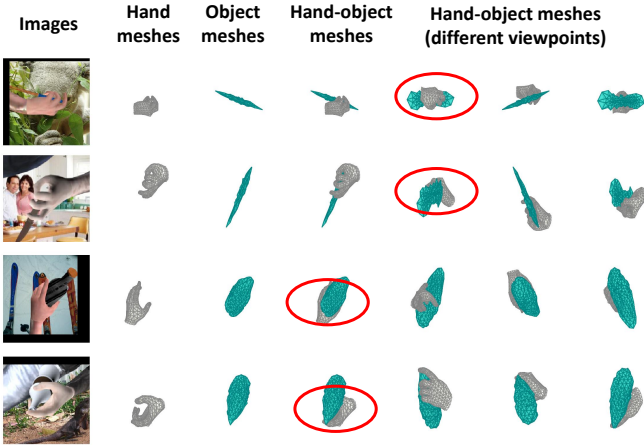 Images
Hand
meshes
Object
meshes
Hand-object
meshes
Hand-object meshes
(different viewpoints)